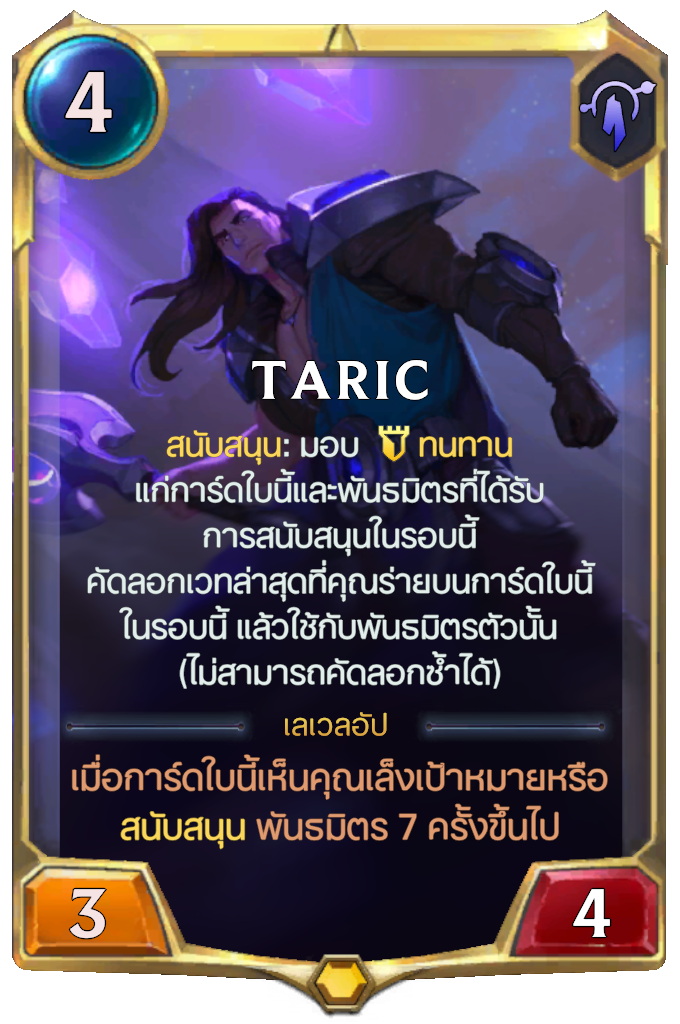 4
TARIC
สนับสนุน: มอบ ทนทาน
แก่การ์ดใบนี้และพันธมิตรที่ได้รับ
การสนับสนุนในรอบนี้
คัดลอกเวทล่าสุดที่คุณร่ายบนการ์ดใบนี้
ในรอบนี้ แล้วใช้กับพันธมิตรตัวนั้น
(ไม่สามารถคัดลอกซ้ำได้)
เลเวลอัป
เมื่อการ์ดใบนี้เห็นคุณเล็งเป้าหมายหรือ
สนับสนุน พันธมิตร 7 ครั้งขึ้นไป
3
4